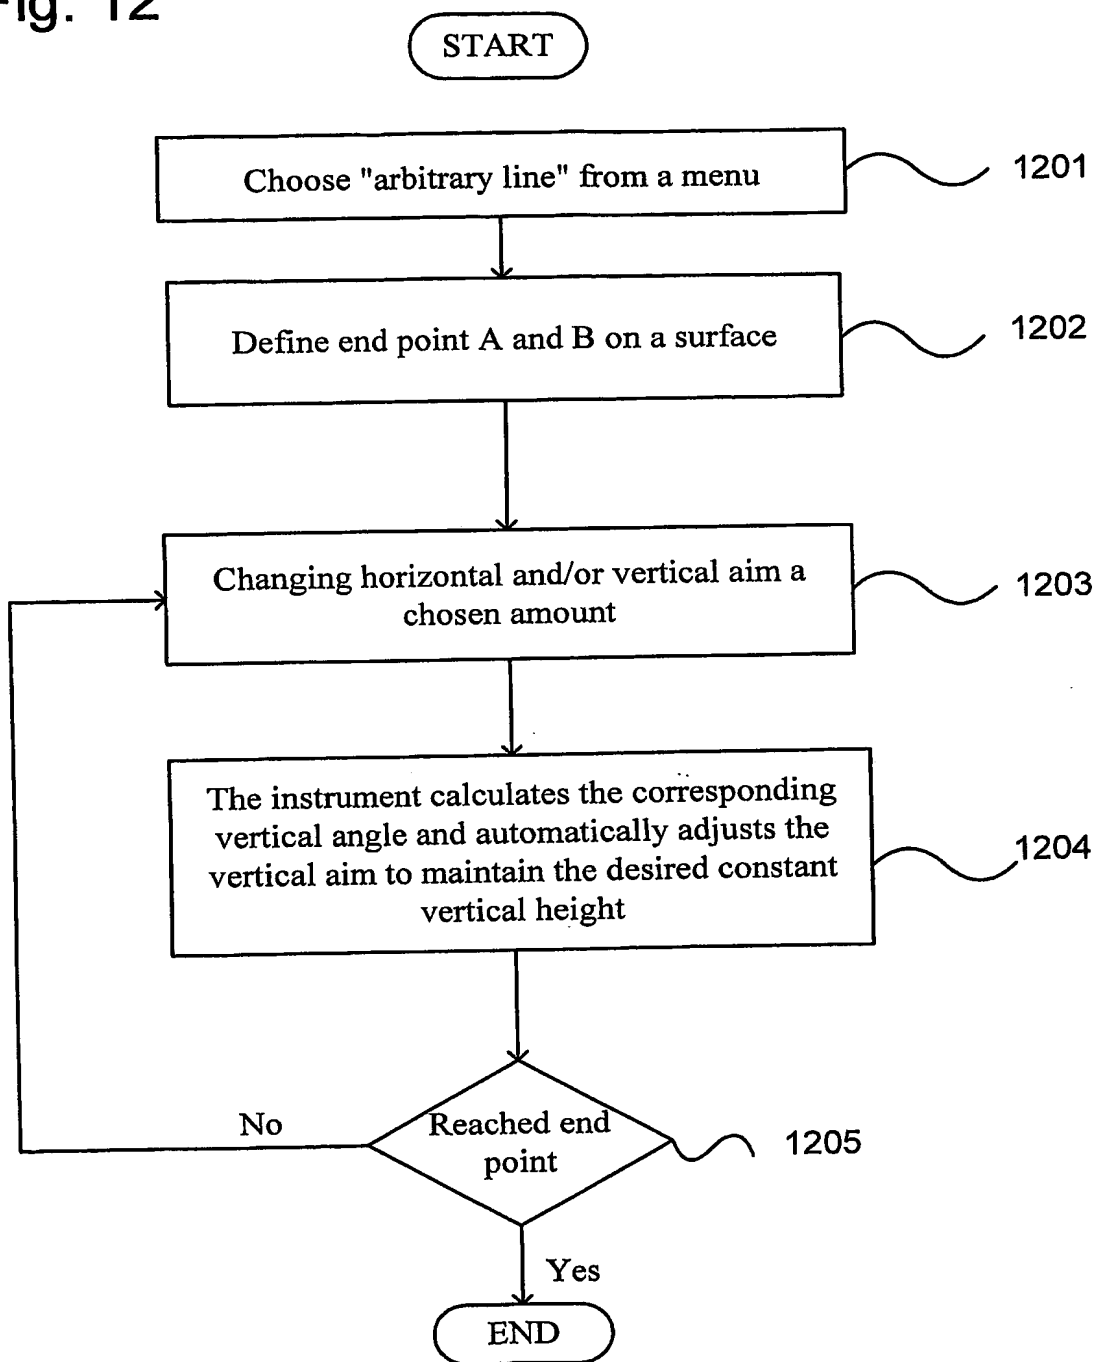 Fig. 12
START
Choose "arbitrary line" from a menu
1201
Define end point A and B on a surface
1202
Changing horizontal and/or vertical aim a
chosen amount
1203
The instrument calculates the corresponding
vertical angle and automatically adjusts the
vertical aim to maintain the desired constant
vertical height
1204
Reached end
point
1205
No
Yes
END